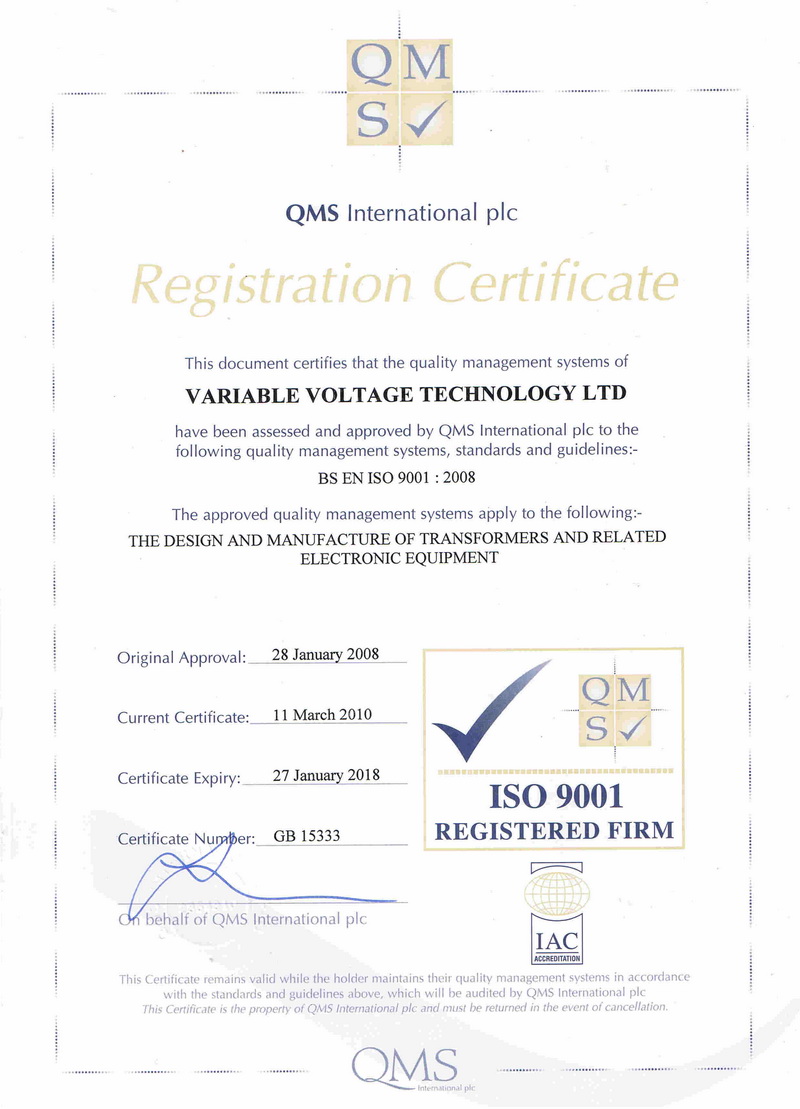 QM
S
QMS International plc
Registration Certificate
This document certifies that the quality management systems of
VARIABLE VOLTAGE TECHNOLOGY LTD
have been assessed and approved by QMS International plc to the
following quality management systems, standards and guidelines:-
BS EN ISO 9001 : 2008
The approved quality management systems apply to the following:-
THE DESIGN AND MANUFACTURE OF TRANSFORMERS AND RELATED
ELECTRONIC EQUIPMENT
Original Approval: 28 January 2008
Current Certificate: 11 March 2010
Certificate Expiry: 27 January 2018
Certificate Number: GB 15333
On behalf of QMS International plc
QM
S
ISO 9001
REGISTERED FIRM
IAC
ACCREDITATION
This Certificate remains valid while the holder maintains their quality management systems in accordance
with the standards and guidelines above, which will be audited by QMS International plc
This Certificate is the property of QMS International plc and must be returned in the event of cancellation.
QMS
International plc